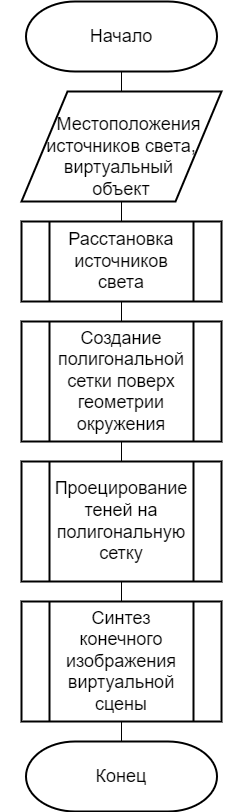 Начало
Местоположения
источников света,
виртуальный
объект
Расстановка
источников
света
Создание
полигональной
сетки поверх
геометрии
окружения
Проецирование
теней на
полигональную
сетку
Синтез
конечного
изображения
виртуальной
сцены
Конец